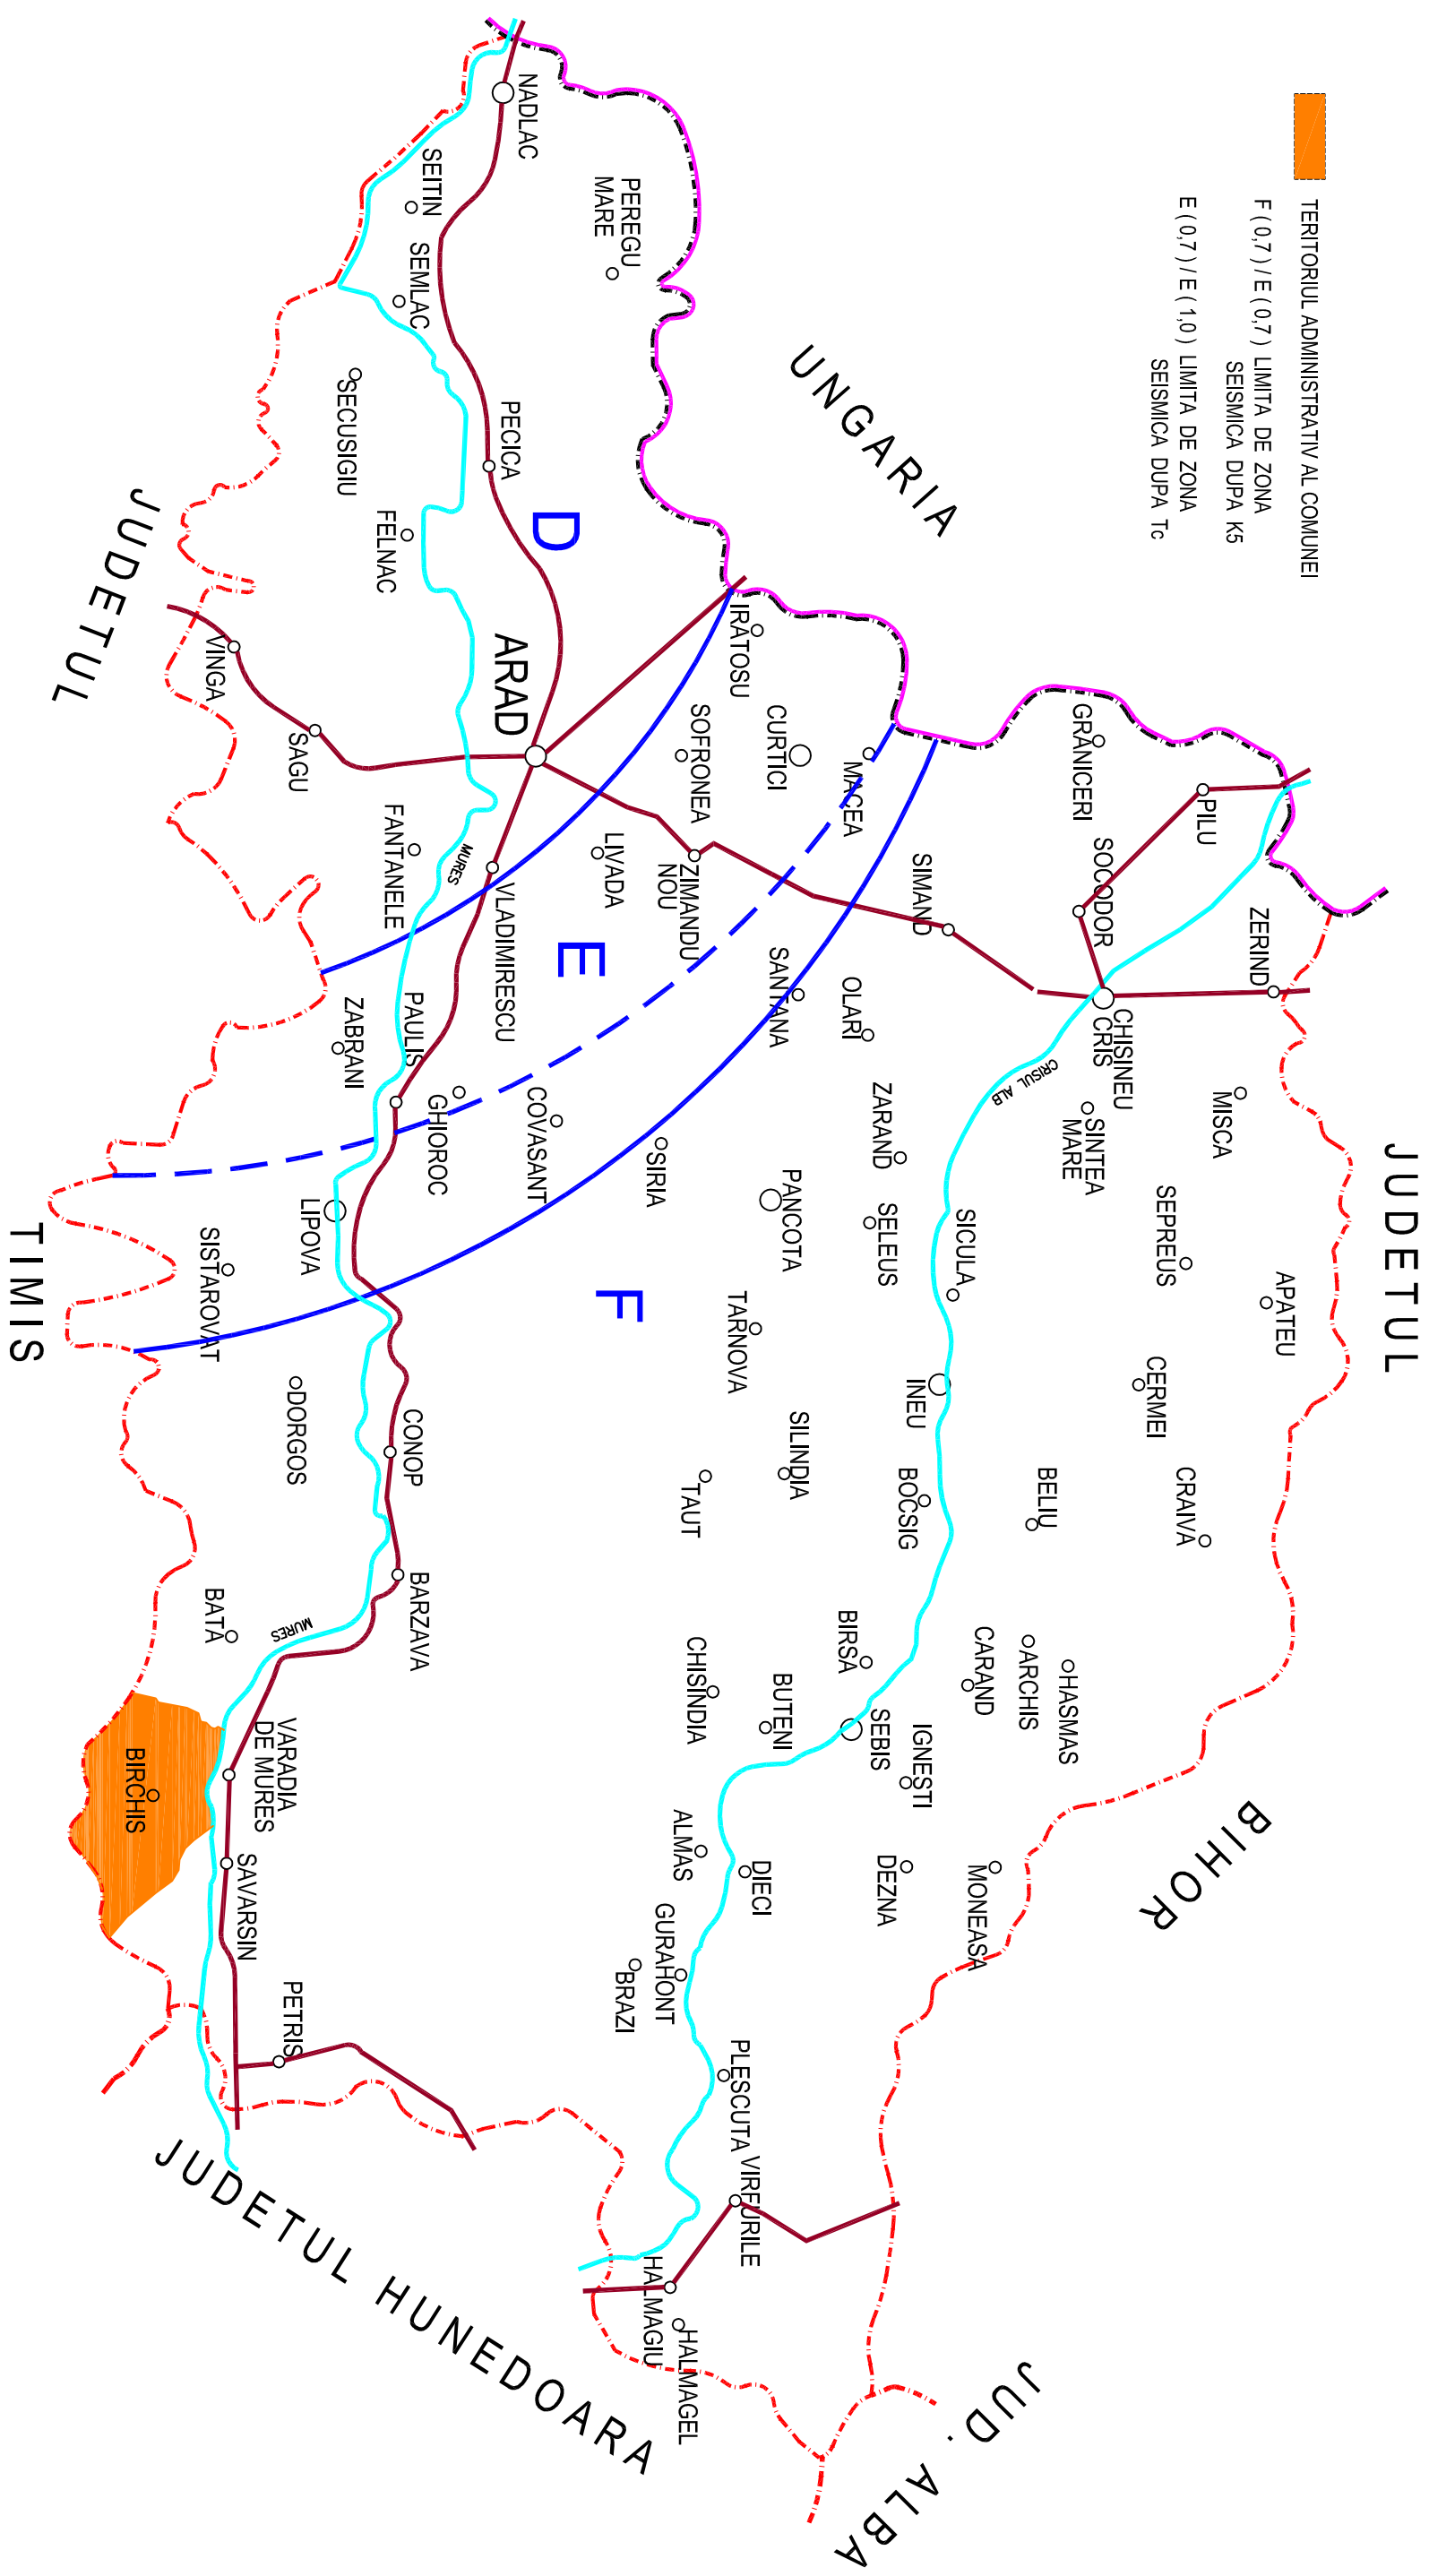 TERITORIUL ADMINISTRATIV AL COMUNEI
F ( 0,7 ) / E ( 0,7 ) LIMITA DE ZONA
SEISMICA DUPA K5
E ( 0,7 ) / E ( 1,0 ) LIMITA DE ZONA
SEISMICA DUPA Tc
UNGARIA
JUDETUL
BIHOR
JUD. ALBA
JUDETUL HUNEDOARA
JUDETUL
TIMIS
D
E
F
NADLAC
SEITIN
PEREGU
MARE
SEMLAC
SECUSIGIU
PECICA
FELNAC
VINGA
SAGU
ARAD
IRATOSU
SOFRONEA
CURTICI
MACEA
GRANICERI
PILU
SOCODOR
ZERIND
SIMAND
CHISINEU
CRIS
LIVADA
ZIMANDU
NOU
FANTANELE
MURES
VLADIMIRESCU
SANTANA
OLARI
ZABRANI
PAULIS
GHIOROC
COVASANT
SIRIA
ZARAND
CRISUL ALB
SINTEA
MARE
MISCA
PANCOTA
SELEUS
SICULA
SEPREUS
APATEU
LIPOVA
SISTAROVAT
TARNOVA
INEU
CERMEI
DORGOS
CONOP
SILINDIA
TAUT
BOCSIG
BELIU
CRAIVA
BATA
MURES
BARZAVA
BIRSA
CHISINDIA
BUTENI
SEBIS
CARAND
ARCHIS
HASMAS
IGNESTI
BIRCHIS
VARADIA
DE MURES
SAVARSIN
ALMAS
DIECI
DEZNA
MONEASA
GURAHONT
BRAZI
PETRIS
PLESCUTA
VIRFURILE
HALMAGIU
HALMAGEL